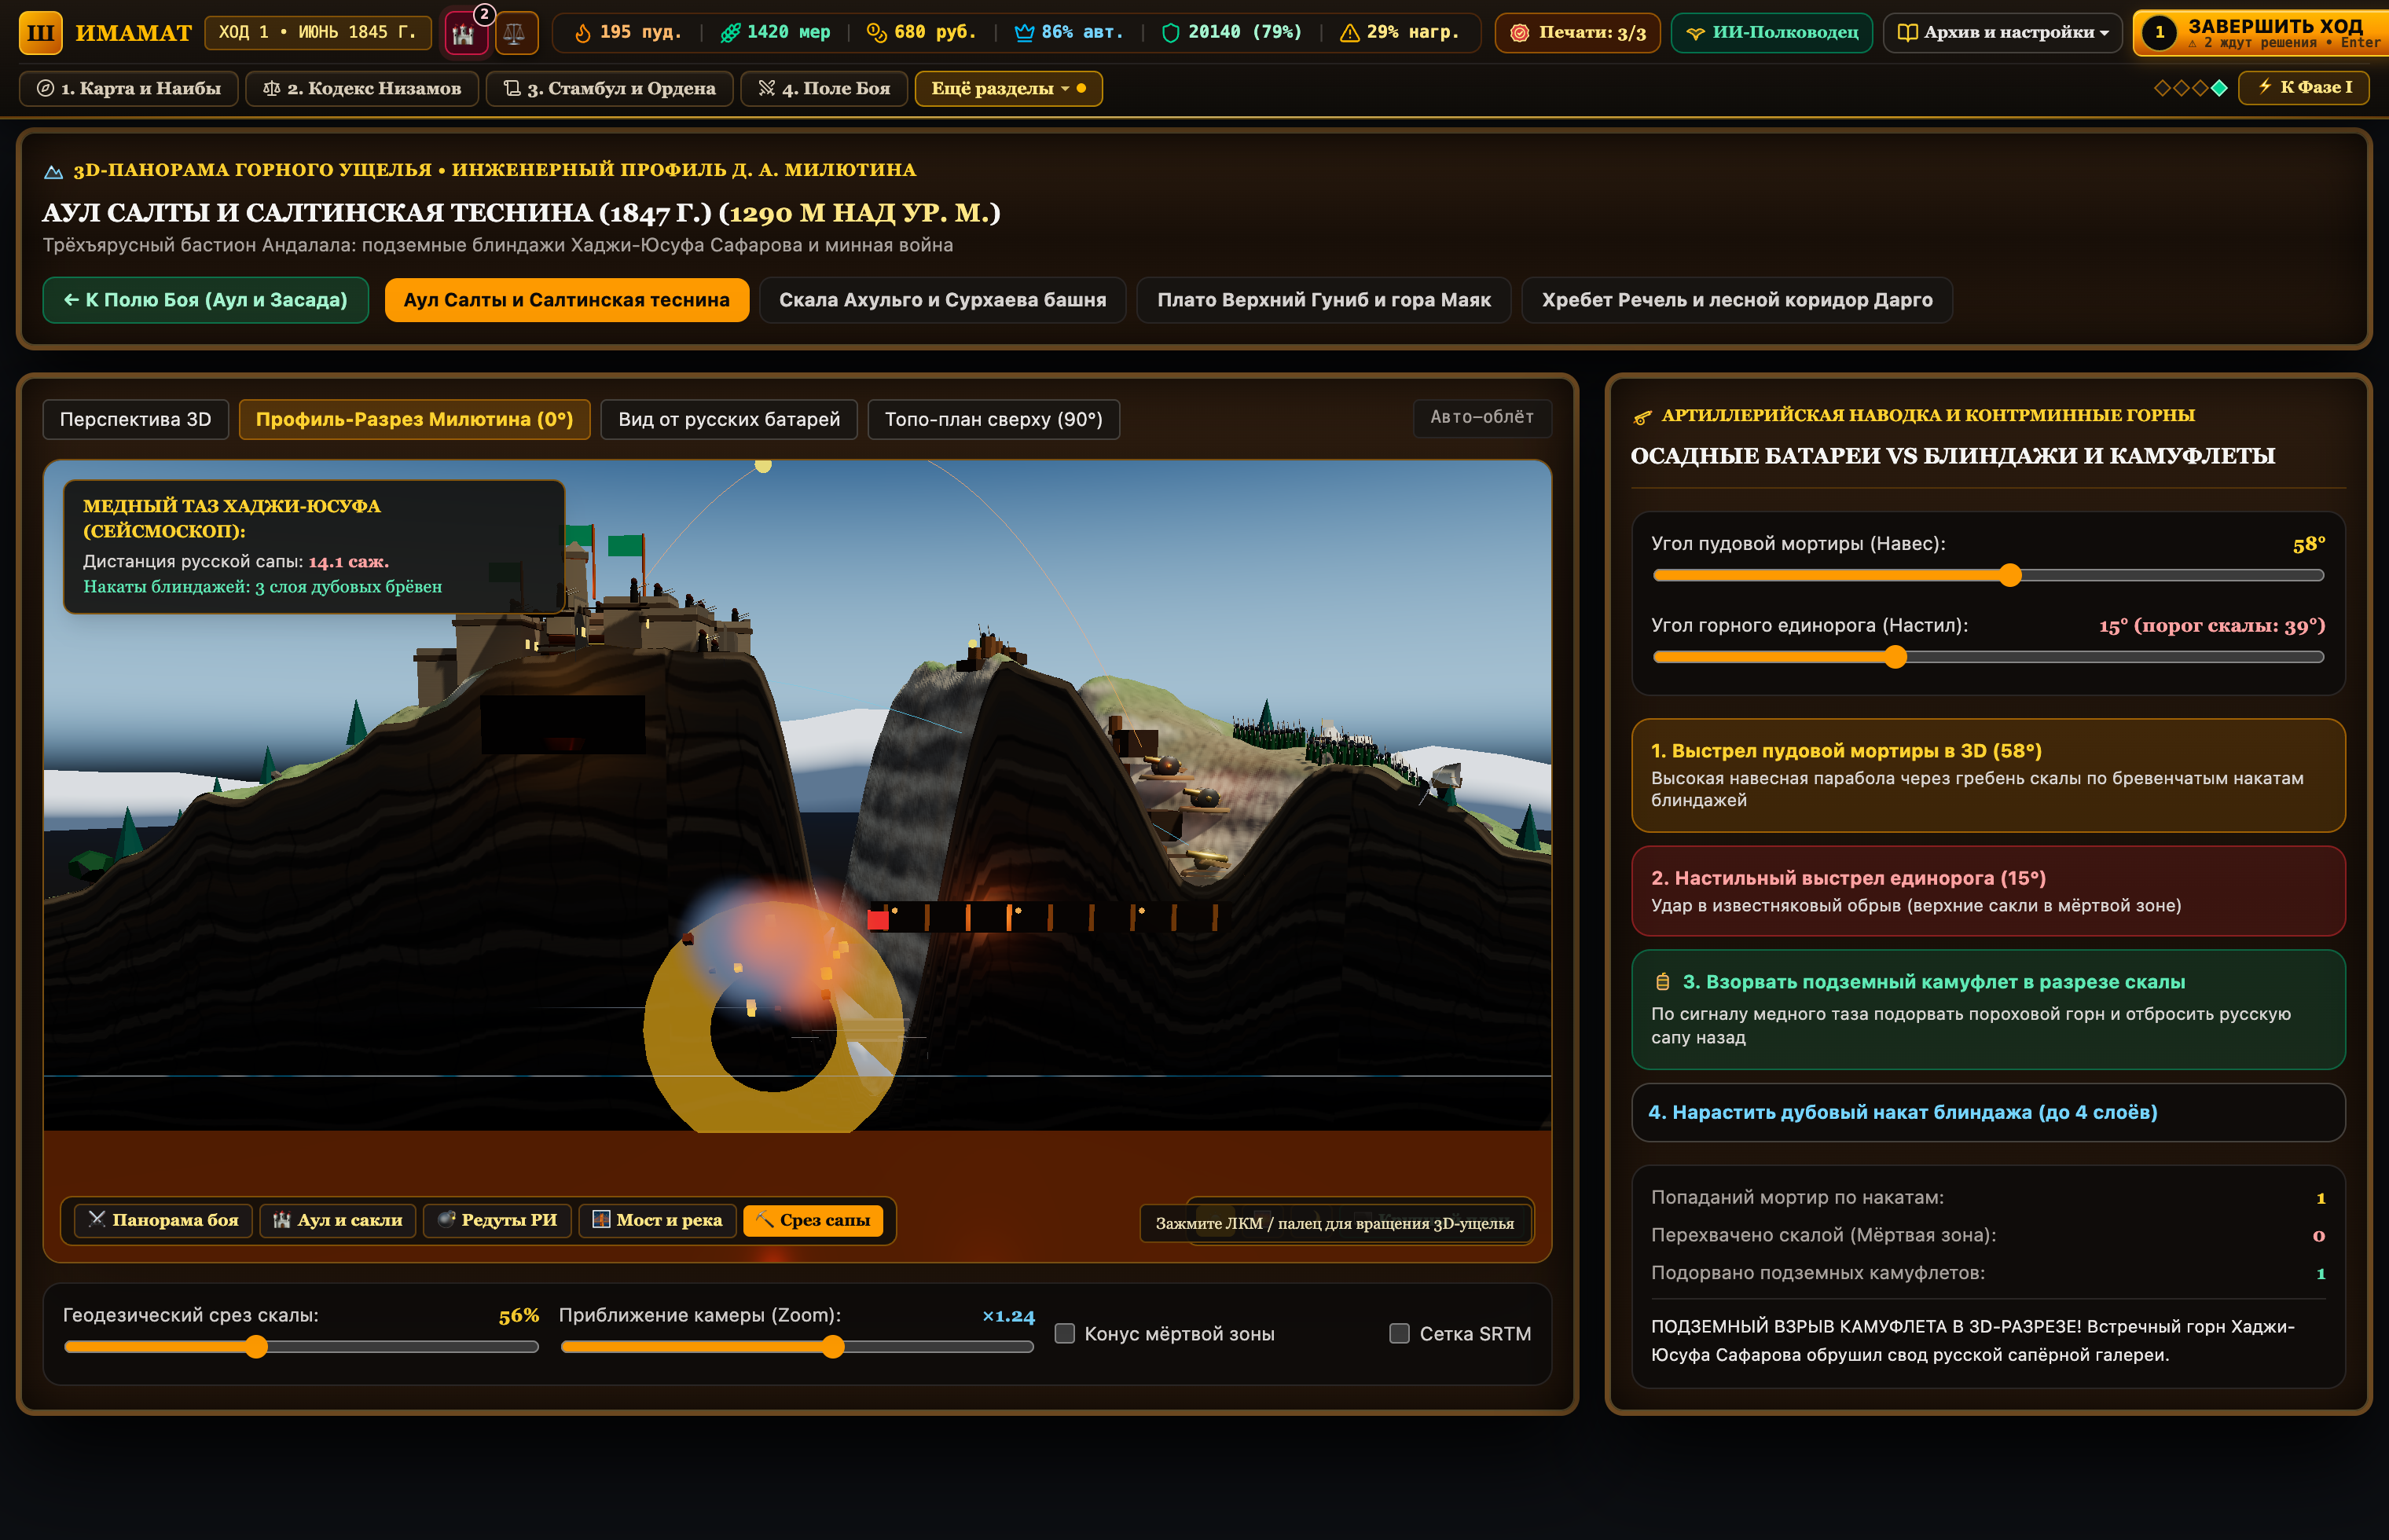 Ш ИМАМАТ ХОД 1 • ИЮНЬ 1845 Г. 2 195 пуд. 1420 мер 680 руб. 86% авт. 20140 (79%) 29% нагр. Печати: 3/3 ИИ-Полководец Архив и настройки 1 ЗАВЕРШИТЬ ХОД
⚠ 2 ждут решения • Enter
1. Карта и Наибы 2. Кодекс Низамов 3. Стамбул и Ордена 4. Поле Боя Ещё разделы К Фазе I
3D-ПАНОРАМА ГОРНОГО УЩЕЛЬЯ • ИНЖЕНЕРНЫЙ ПРОФИЛЬ Д. А. МИЛЮТИНА
АУЛ САЛТЫ И САЛТИНСКАЯ ТЕСНИНА (1847 Г.) (1290 М НАД УР. М.)
Трёхъярусный бастион Андалала: подземные блиндажи Хаджи-Юсуфа Сафарова и минная война
← К Полю Боя (Аул и Засада) Аул Салты и Салтинская теснина Скала Ахульго и Сурхаева башня Плато Верхний Гуниб и гора Маяк Хребет Речель и лесной коридор Дарго
Перспектива 3D Профиль-Разрез Милютина (0°) Вид от русских батарей Топо-план сверху (90°) Авто-облёт
МЕДНЫЙ ТАЗ ХАДЖИ-ЮСУФА
(СЕЙСМОСКОП):
Дистанция русской сапы: 14.1 саж.
Накаты блиндажей: 3 слоя дубовых брёвен
Панорама боя Аул и сакли Редуты РИ Мост и река Срез сапы
Зажмите ЛКМ / палец для вращения 3D-ущелья
Геодезический срез скалы: 56% Приближение камеры (Zoom): ×1.24 Конус мёртвой зоны Сетка SRTM
АРТИЛЛЕРИЙСКАЯ НАВОДКА И КОНТРМИННЫЕ ГОРНЫ
ОСАДНЫЕ БАТАРЕИ VS БЛИНДАЖИ И КАМУФЛЕТЫ
Угол пудовой мортиры (Навес): 58°
Угол горного единорога (Настил): 15° (порог скалы: 39°)
1. Выстрел пудовой мортиры в 3D (58°)
Высокая навесная парабола через гребень скалы по бревенчатым накатам
блиндажей
2. Настильный выстрел единорога (15°)
Удар в известняковый обрыв (верхние сакли в мёртвой зоне)
3. Взорвать подземный камуфлет в разрезе скалы
По сигналу медного таза подорвать пороховой горн и отбросить русскую
сапу назад
4. Нарастить дубовый накат блиндажа (до 4 слоёв)
Попаданий мортир по накатам: 1
Перехвачено скалой (Мёртвая зона): 0
Подорвано подземных камуфлетов: 1
ПОДЗЕМНЫЙ ВЗРЫВ КАМУФЛЕТА В 3D-РАЗРЕЗЕ! Встречный горн Хаджи-
Юсуфа Сафарова обрушил свод русской сапёрной галереи.